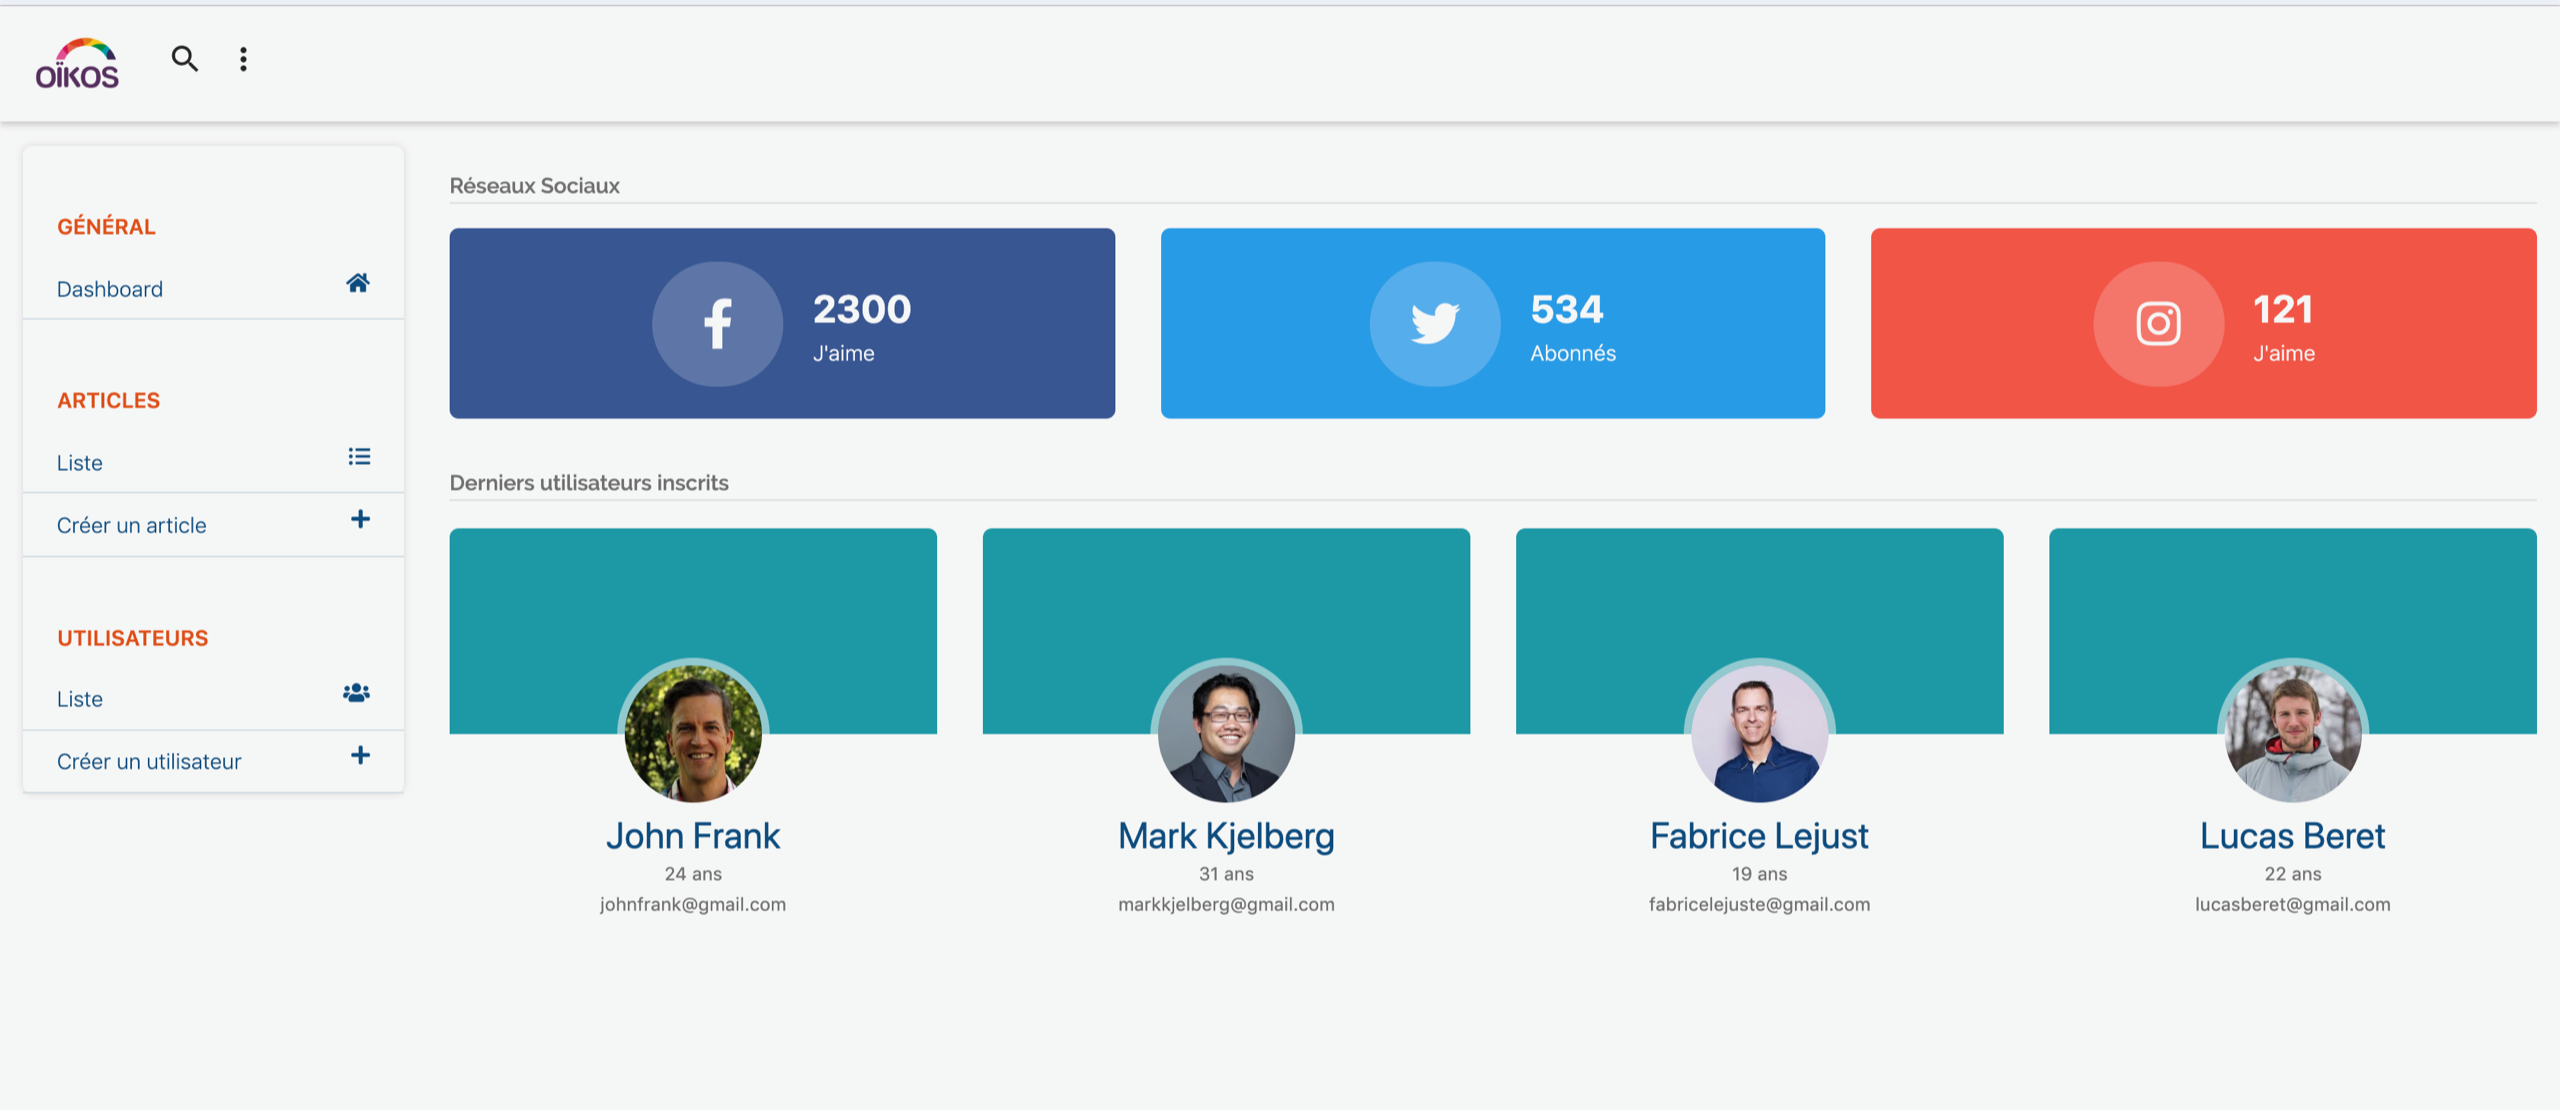 OÏKOS
GÉNÉRAL
Dashboard
ARTICLES
Liste
Créer un article
UTILISATEURS
Liste
Créer un utilisateur
Réseaux Sociaux
2300
J'aime
534
Abonnés
121
J'aime
Derniers utilisateurs inscrits
John Frank
24 ans
johnfrank@gmail.com
Mark Kjelberg
31 ans
markkjelberg@gmail.com
Fabrice Lejust
19 ans
fabricelejuste@gmail.com
Lucas Beret
22 ans
lucasberet@gmail.com